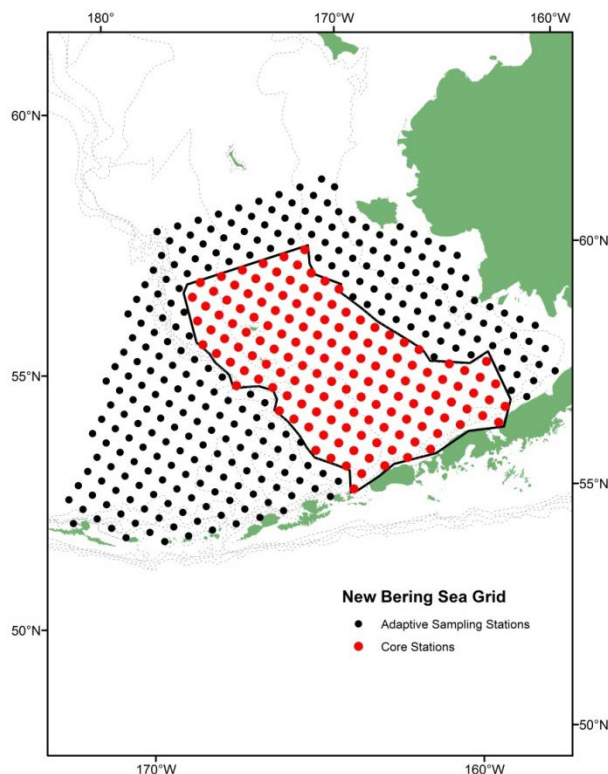 180° 170°W 160°W
60°N
60°N
55°N
55°N
New Bering Sea Grid
Adaptive Sampling Stations
Core Stations
50°N
50°N
170°W 160°W